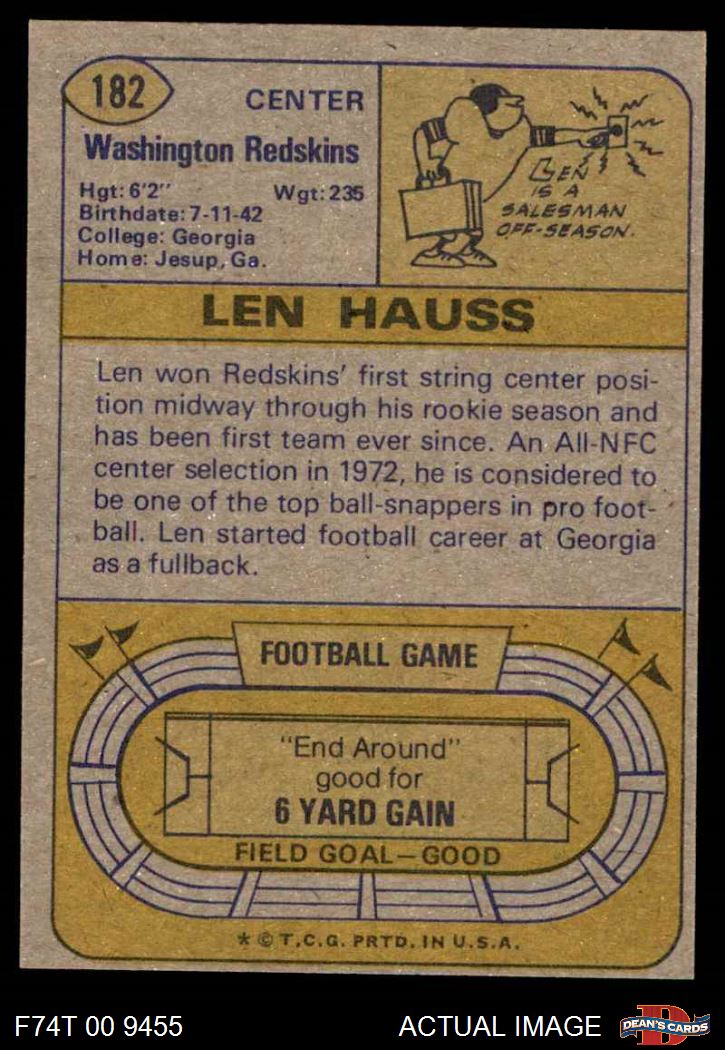 182
CENTER
Washington Redskins
Hgt: 6'2" Wgt: 235
Birthdate: 7-11-42
College: Georgia
Home: Jesup, Ga.
BEN
IS A
SALESMAN
OFF-SEASON.
LEN HAUSS
Len won Redskins' first string center posi-
tion midway through his rookie season and
has been first team ever since. An All-NFC
center selection in 1972, he is considered to
be one of the top ball-snappers in pro foot-
ball. Len started football career at Georgia
as a fullback.
FOOTBALL GAME
"End Around"
good for
6 YARD GAIN
FIELD GOAL—GOOD
* © T.C.G. PRTD. IN U.S.A.
F74T 00 9455 ACTUAL IMAGE
D
DEAN'S CARDS